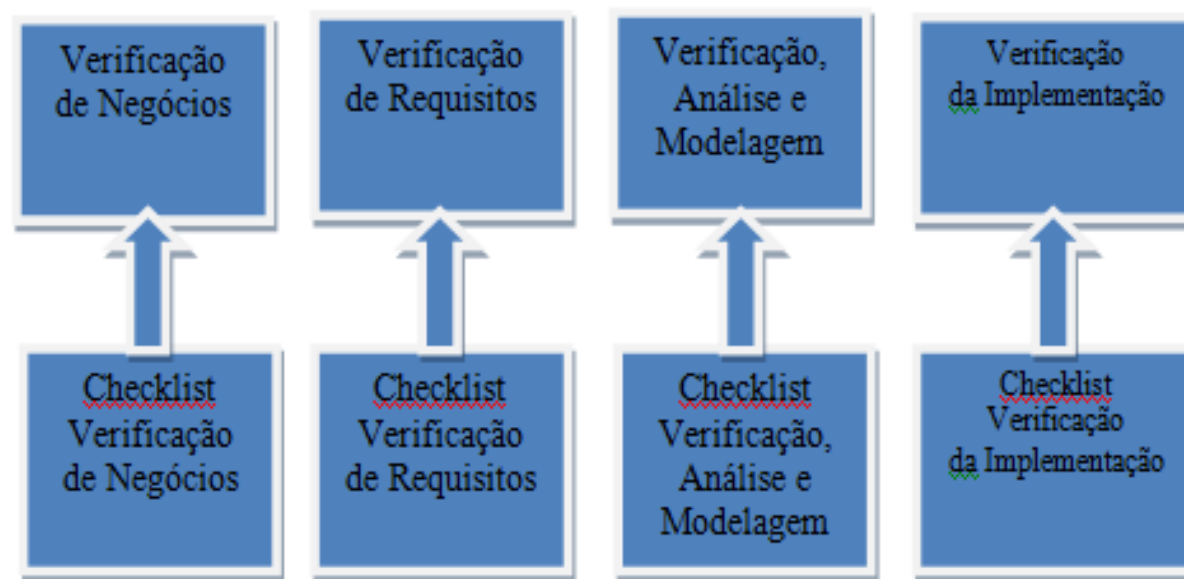 Verificação
de Negócios
Verificação
de Requisitos
Verificação,
Análise e
Modelagem
Verificação
da Implementação
Checklist
Verificação
de Negócios
Checklist
Verificação
de Requisitos
Checklist
Verificação,
Análise e
Modelagem
Checklist
Verificação
da Implementação